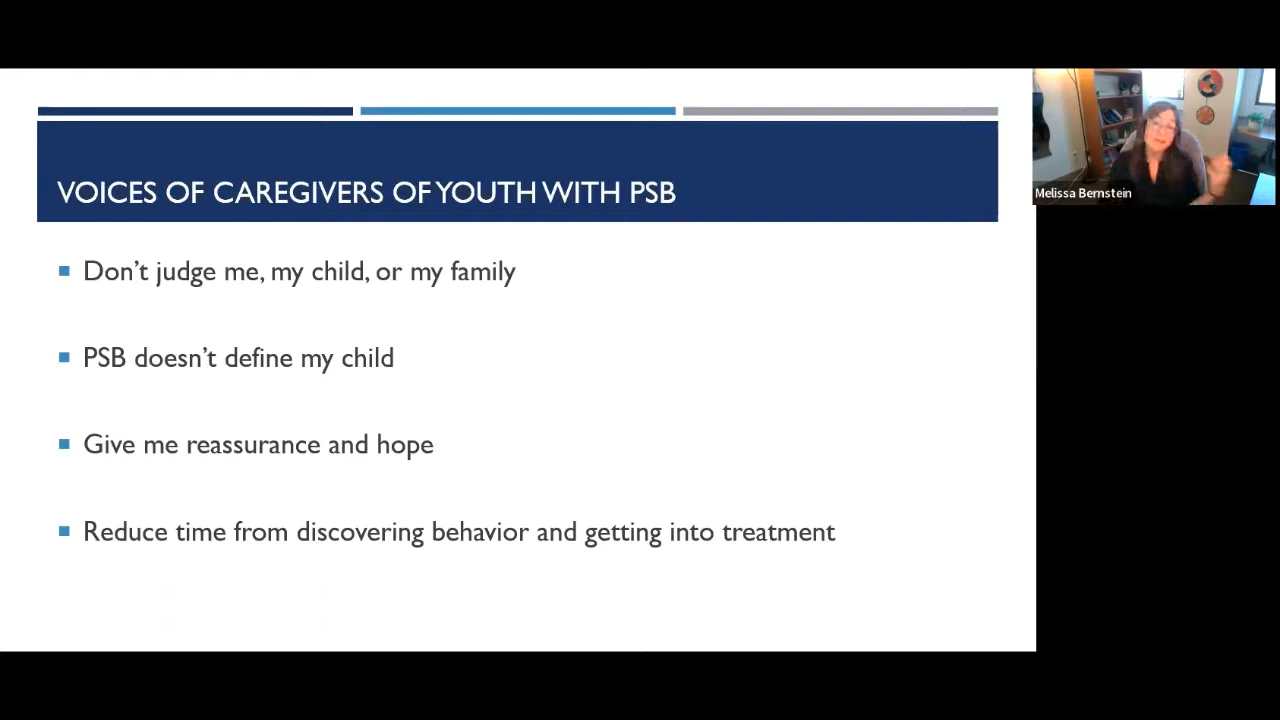 VOICES OF CAREGIVERS OF YOUTH WITH PSB
Don't judge me, my child, or my family
PSB doesn't define my child
Give me reassurance and hope
Reduce time from discovering behavior and getting into treatment
Melissa Bernstein